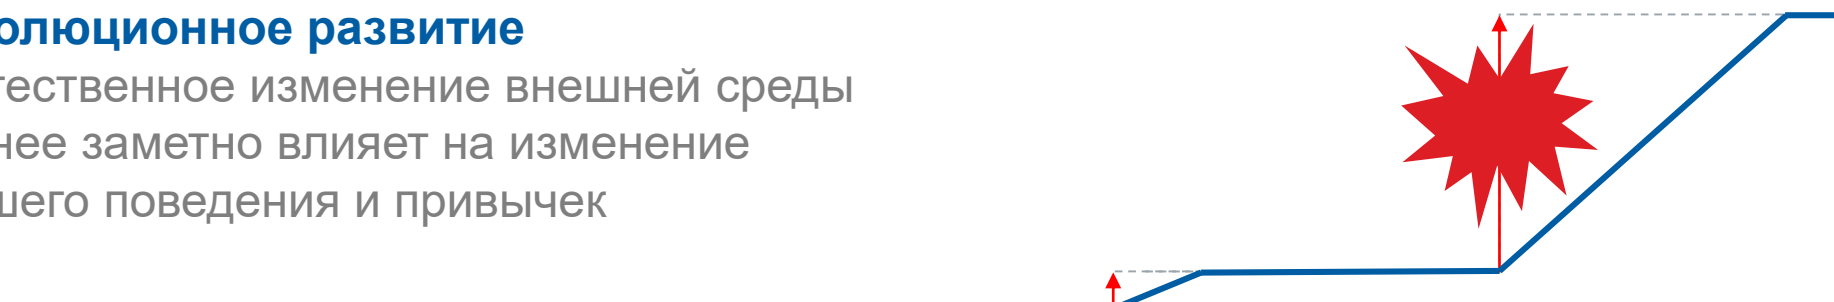 олюционное развитие
тественное изменение внешней среды
нее заметно влияет на изменение
шего поведения и привычек